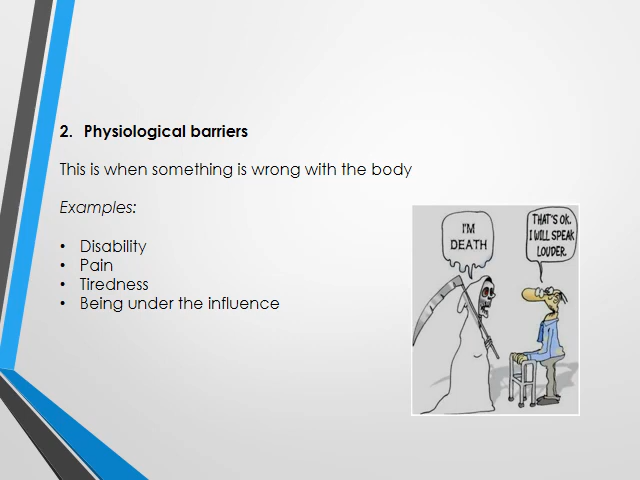 2. Physiological barriers
This is when something is wrong with the body
Examples:
• Disability
• Pain
• Tiredness
• Being under the influence
I'M
DEATH
THAT'S OK.
I WILL SPEAK
LOUDER.